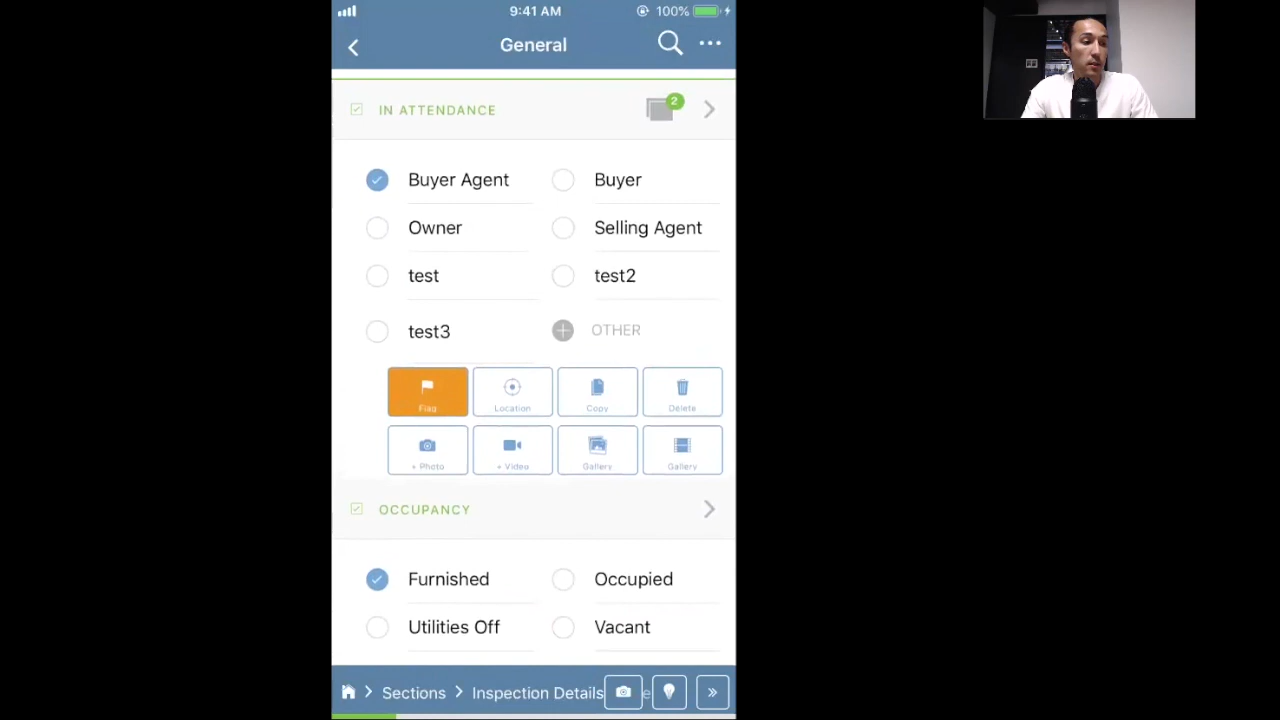 9:41 AM 100%
General
IN ATTENDANCE 2
Buyer Agent Buyer
Owner Selling Agent
test test2
test3 OTHER
Flag Location Copy Delete
+ Photo + Video Gallery Gallery
OCCUPANCY
Furnished Occupied
Utilities Off Vacant
Sections Inspection Details